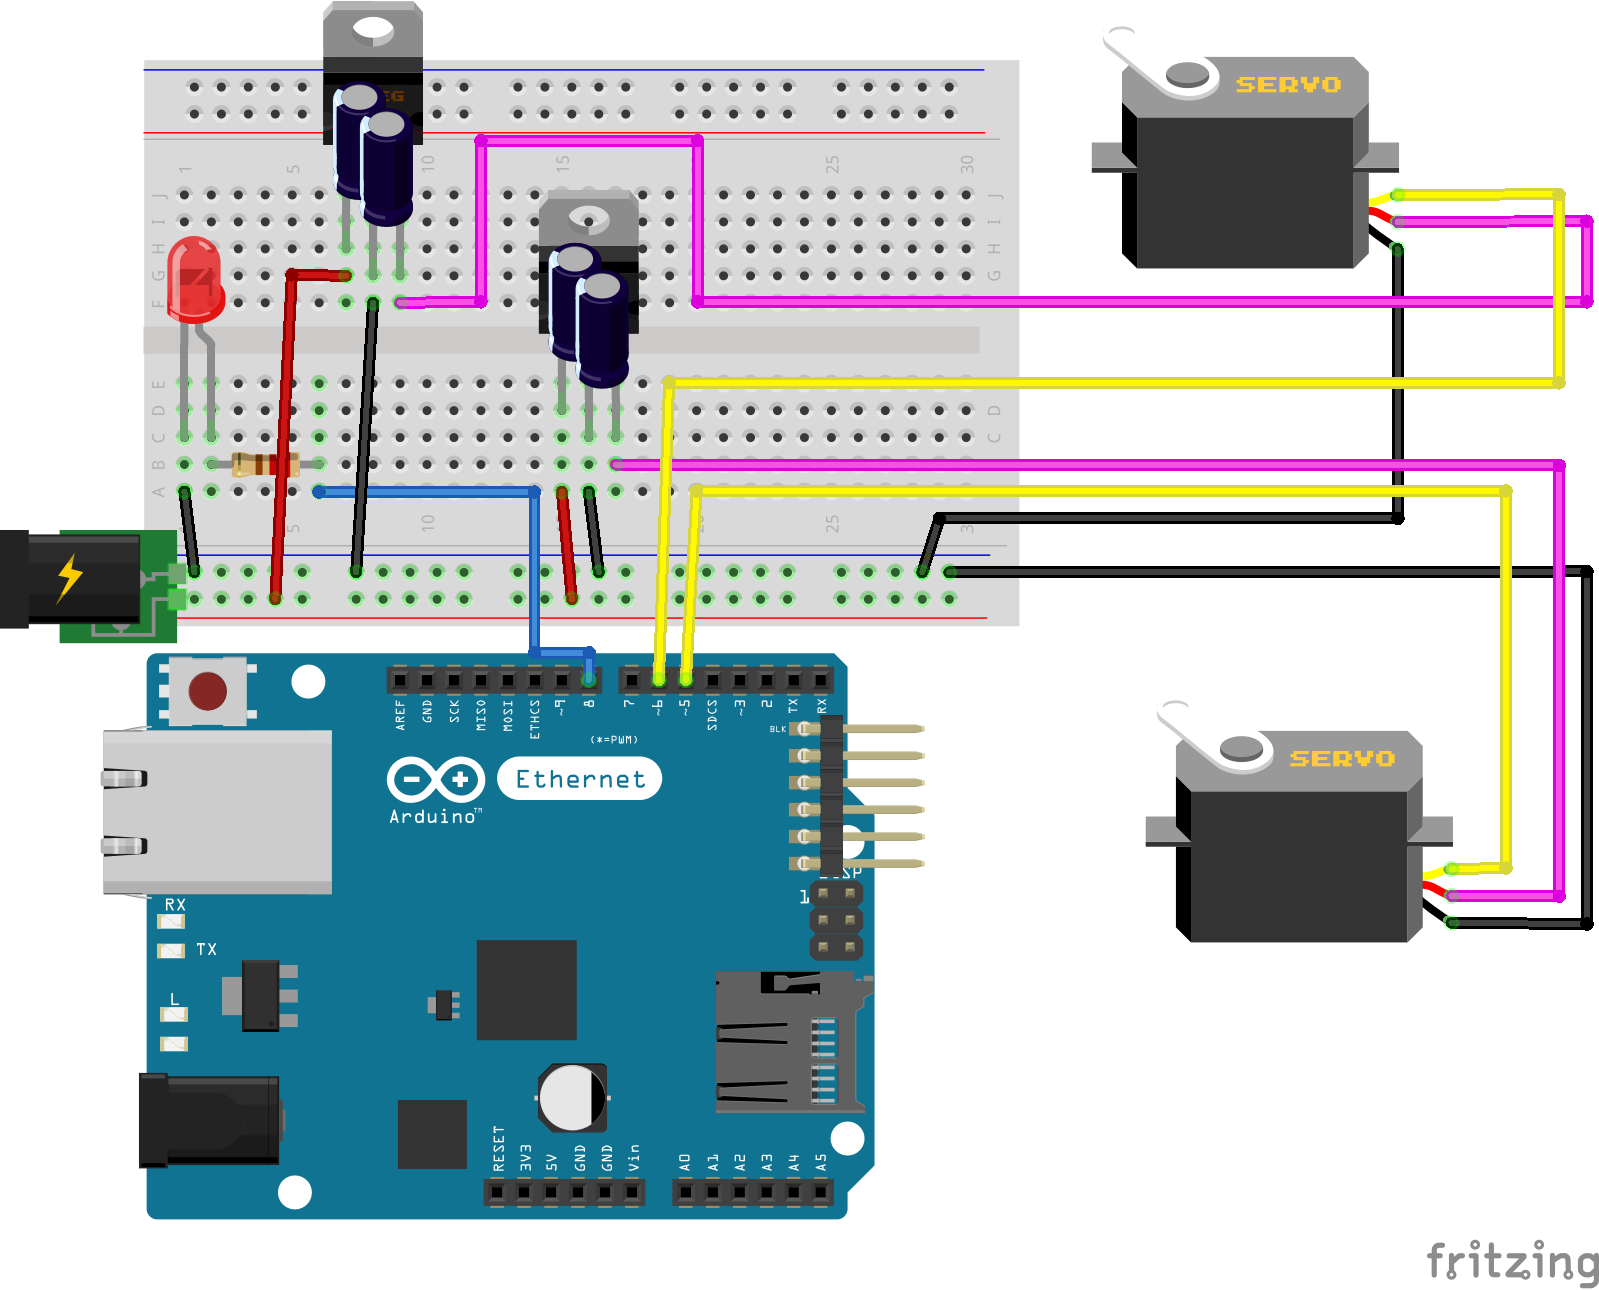 EG
SERVO
1 5 10 15 25 30
J J
I I
H H
G G
F F
E
D D
C C
B
A
5 10 20 25 3
AREF GND SCK MISO MOSI ETHCS ~9 8 7 ~6 ~5 SDCS ~3 2 TX RX
(*=PWM)
BLK
Arduino™
Ethernet
SERVO
1
RX
TX
L
RESET 3V3 5V GND GND Vin A0 A1 A2 A3 A4 A5
fritzing